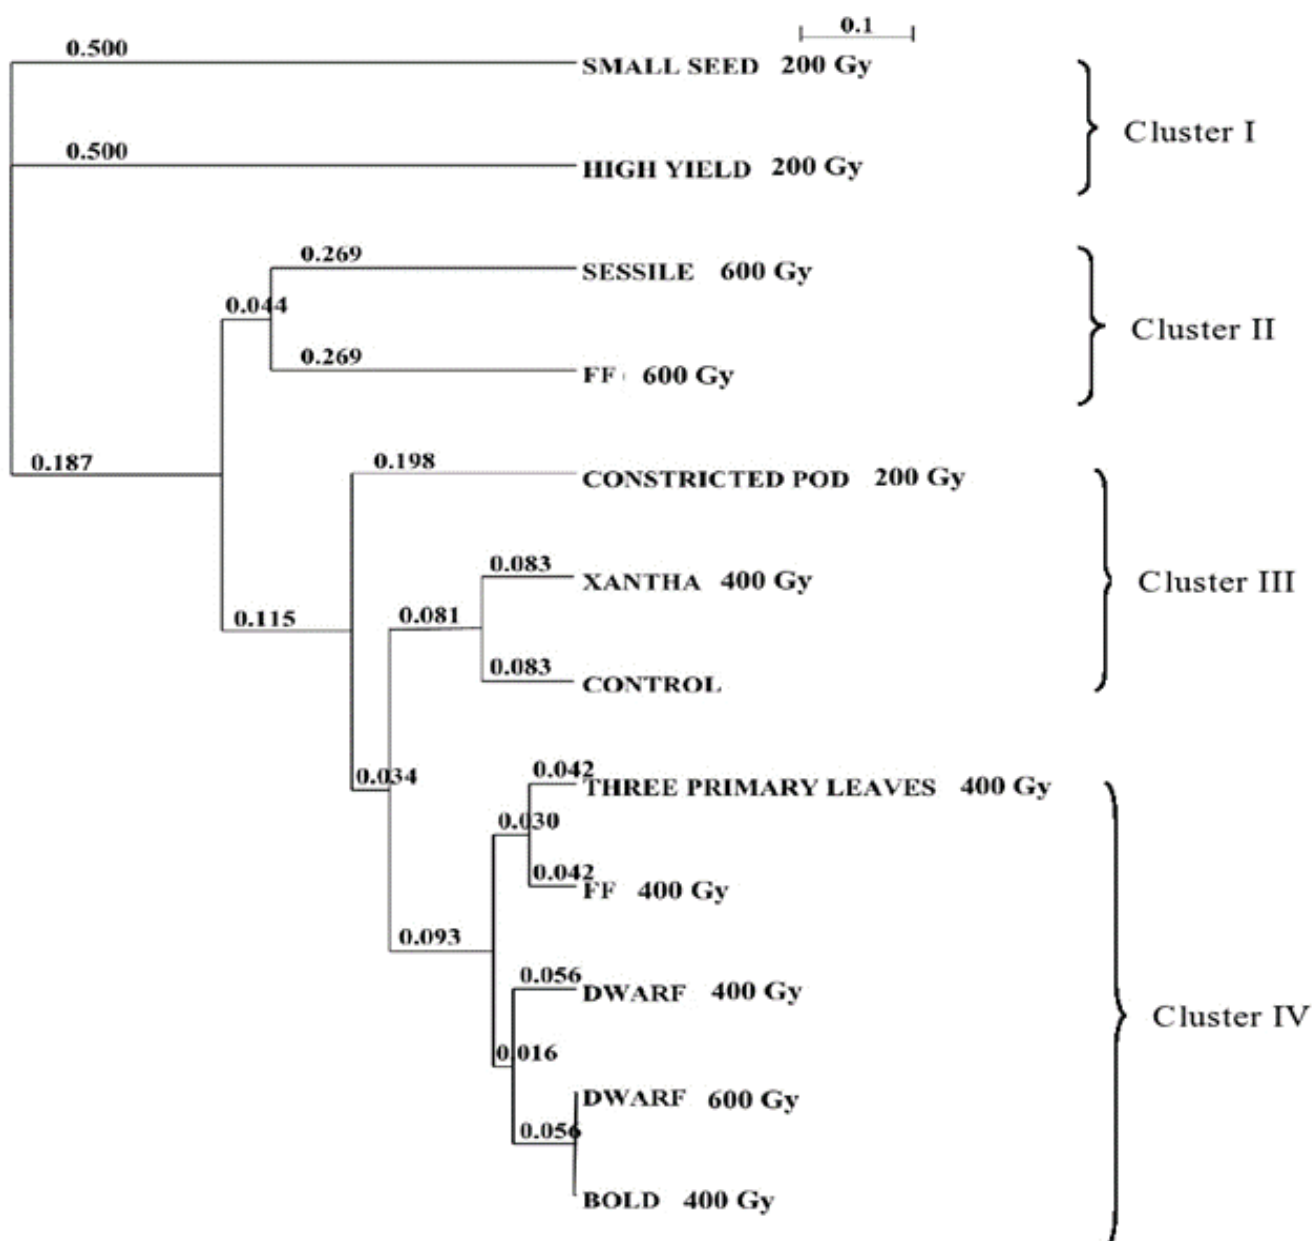 0.1
0.500
SMALL SEED 200 Gy
Cluster I
0.500
HIGH YIELD 200 Gy
0.269
SESSILE 600 Gy
0.044
Cluster II
0.269
FF 600 Gy
0.187
0.198
CONSTRICTED POD 200 Gy
0.083
XANTHA 400 Gy
Cluster III
0.115
0.081
0.083
CONTROL
0.034
0.042
THREE PRIMARY LEAVES 400 Gy
0.030
0.042
FF 400 Gy
0.093
0.056
DWARF 400 Gy
Cluster IV
0.016
DWARF 600 Gy
0.056
BOLD 400 Gy